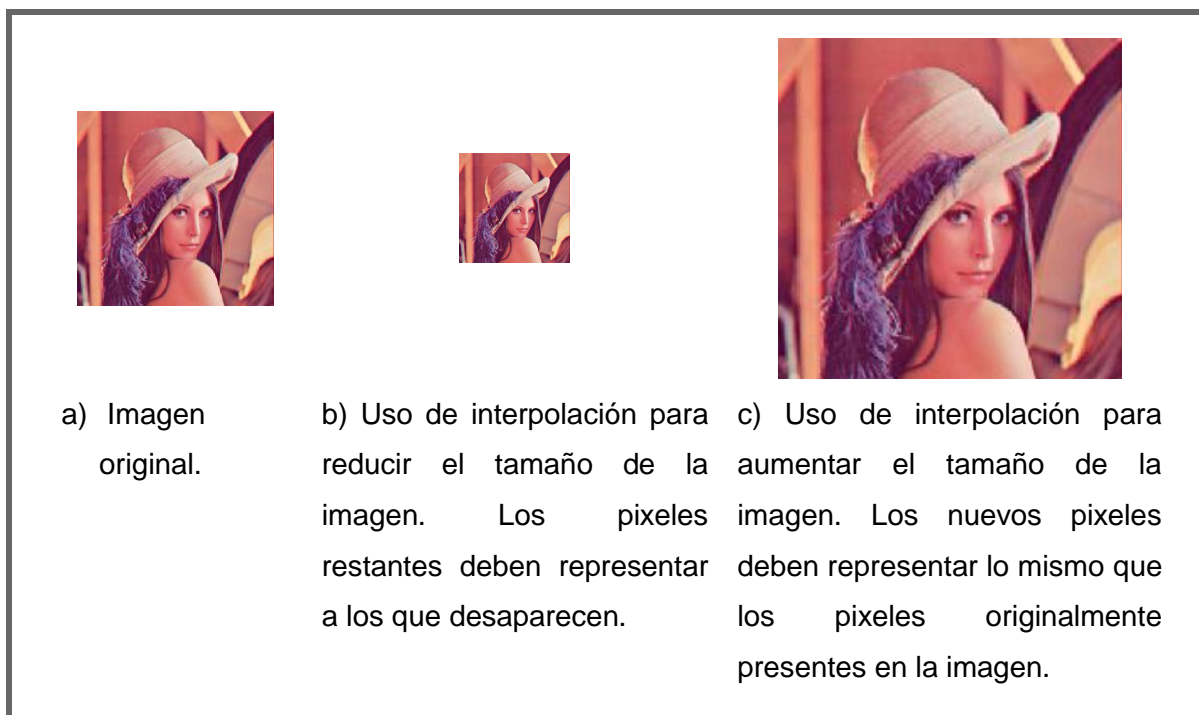 a) Imagen
original.
b) Uso de interpolación para
reducir el tamaño de la
imagen. Los pixeles
restantes deben representar
a los que desaparecen.
c) Uso de interpolación para
aumentar el tamaño de la
imagen. Los nuevos pixeles
deben representar lo mismo que
los pixeles originalmente
presentes en la imagen.